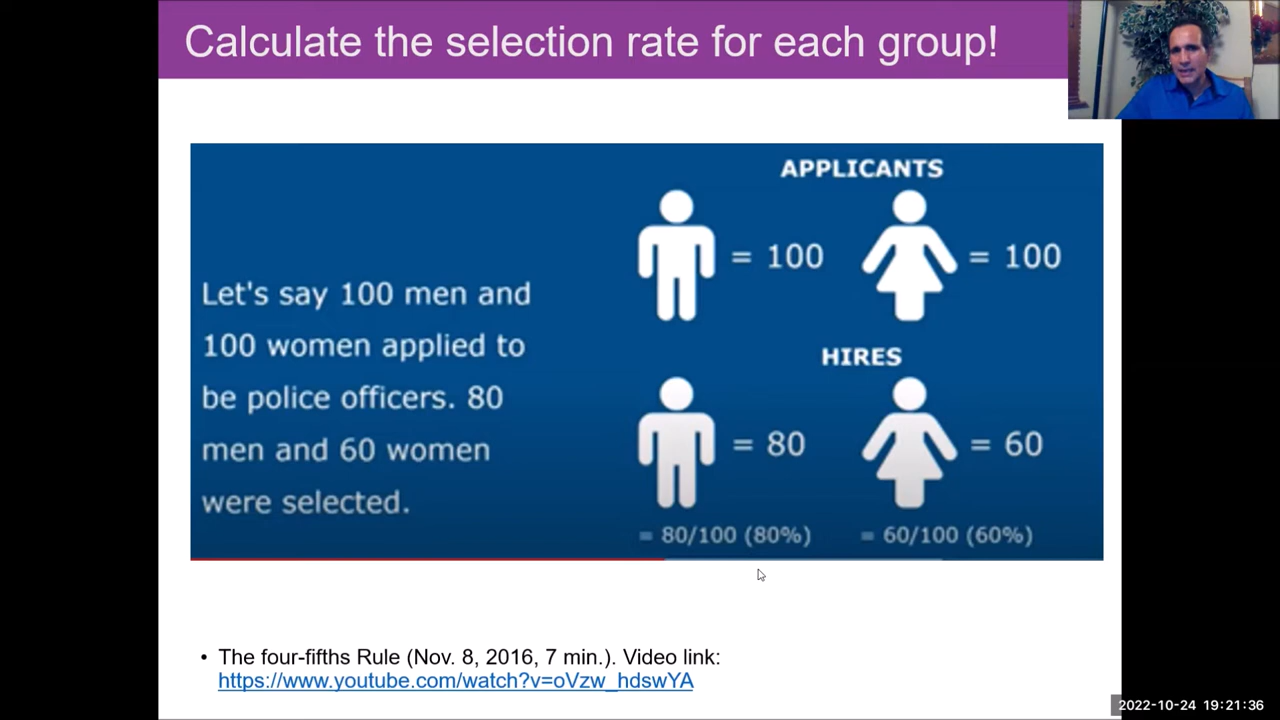 Calculate the selection rate for each group!
APPLICANTS
= 100
= 100
Let's say 100 men and
100 women applied to
be police officers. 80
men and 60 women
were selected.
HIRES
= 80
= 60
= 80/100 (80%)
= 60/100 (60%)
• The four-fifths Rule (Nov. 8, 2016, 7 min.). Video link:
https://www.youtube.com/watch?v=oVzw_hdswYA
2022-10-24 19:21:36